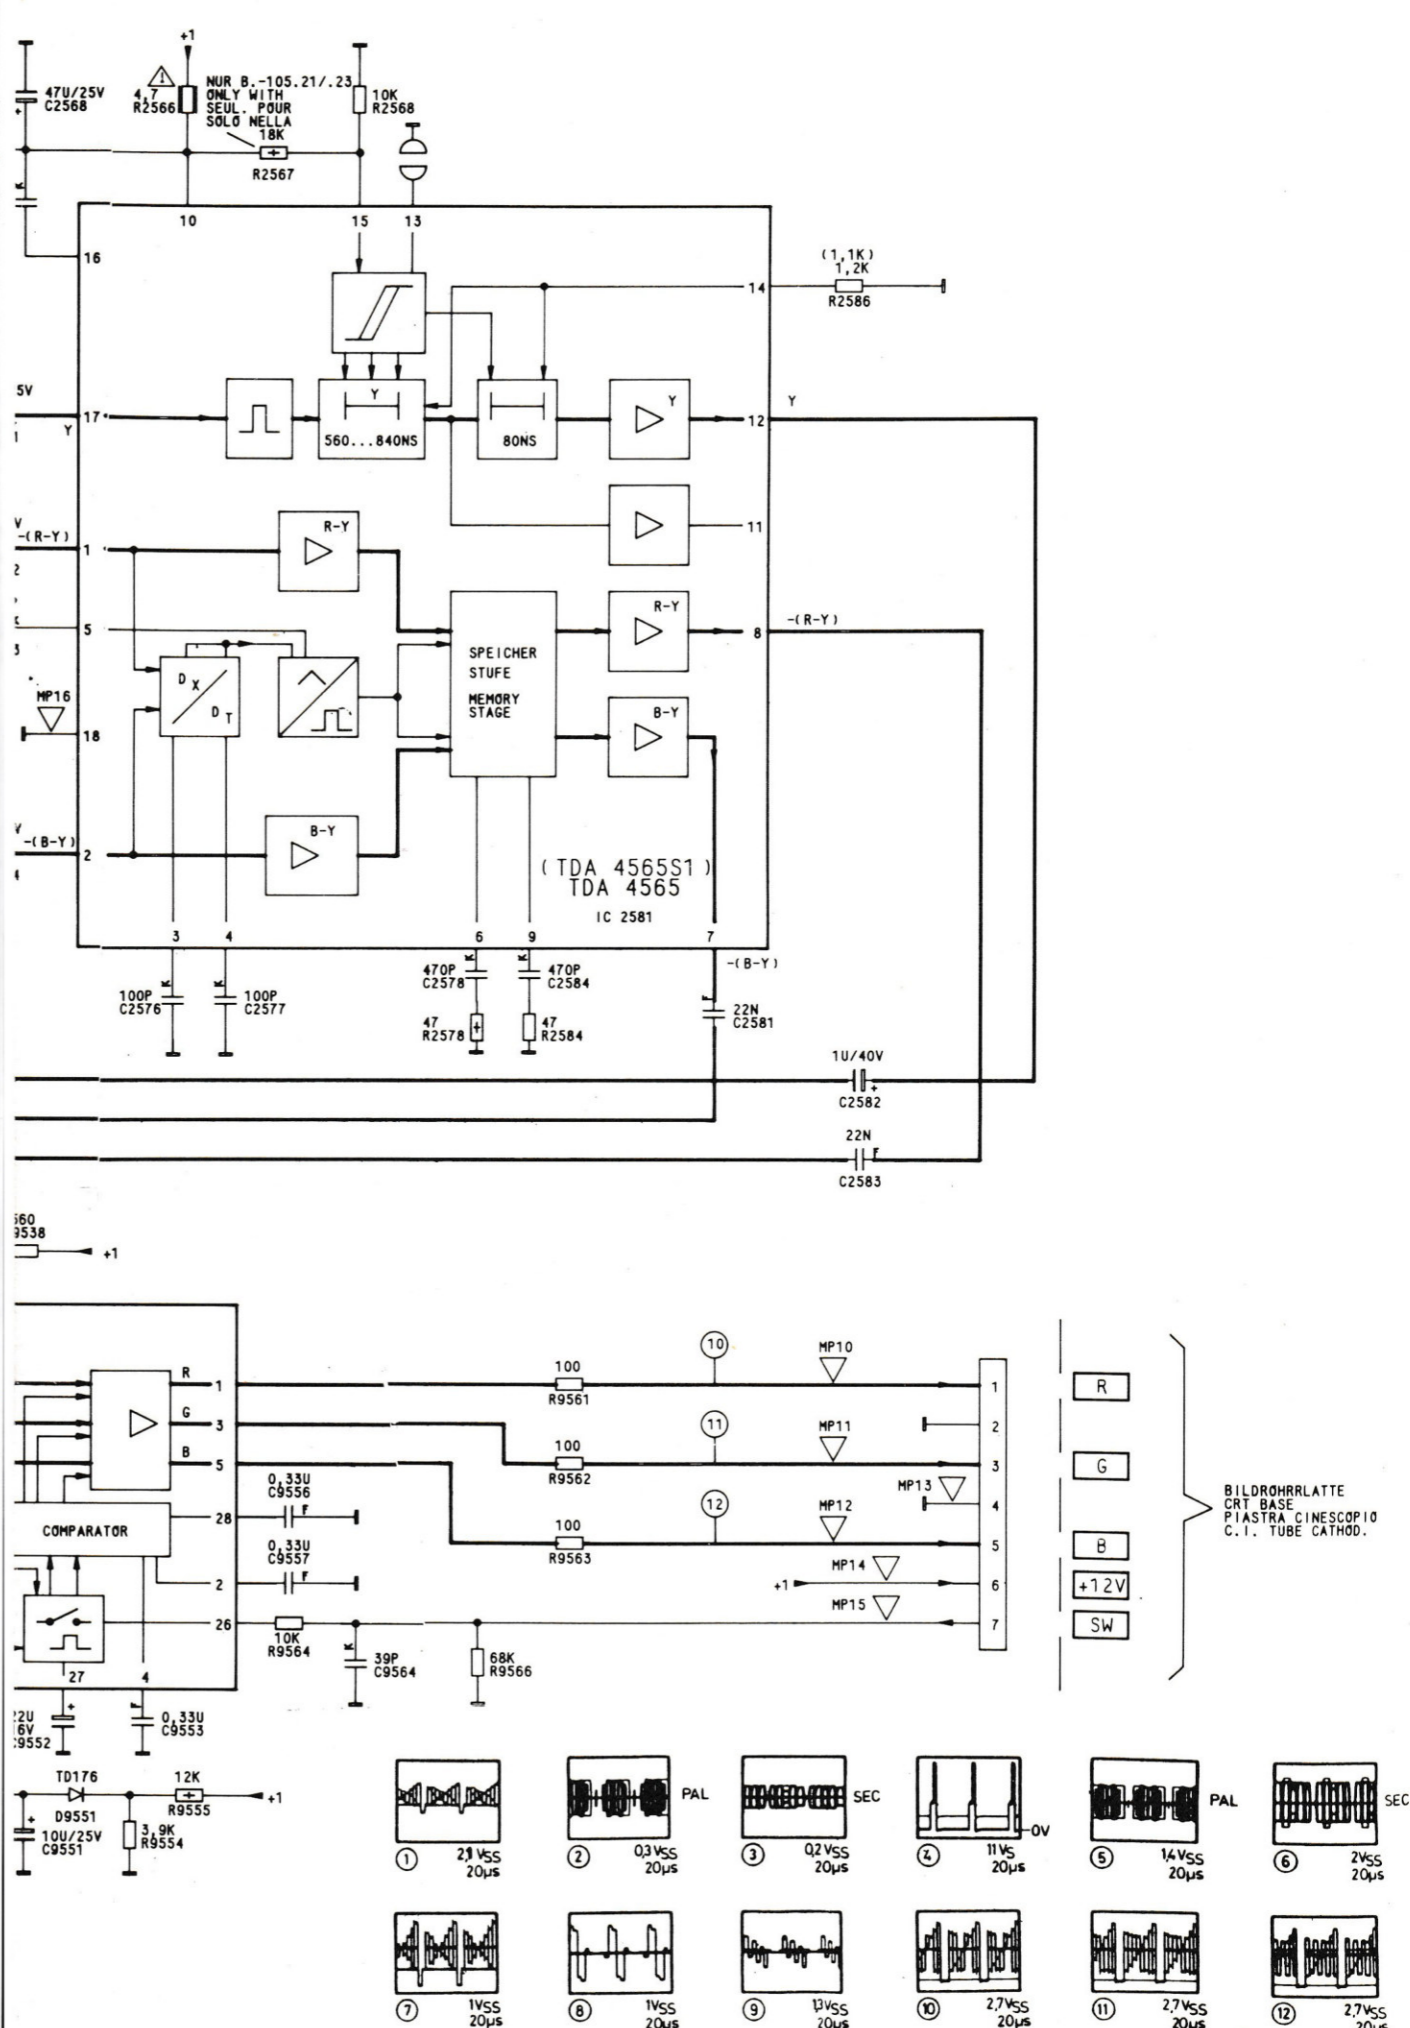 +1
47U/25V
C2568
4,7
R2566
NUR B.-105.21/.23
ONLY WITH
SEUL. POUR
SOLO NELLA
18K
R2567
10K
R2568
K
10
15
13
16
(1,1K)
1,2K
R2586
14
5V
17
Y
Y
560...840NS
80NS
Y
12
Y
11
V
-(R-Y)
1
2
R-Y
5
3
MP16
18
D X
D T
SPEICHER
STUFE
MEMORY
STAGE
R-Y
8
-(R-Y)
B-Y
V
-(B-Y)
2
4
B-Y
(TDA 4565S1)
TDA 4565
IC 2581
3
4
6
9
7
-(B-Y)
K
100P
C2576
K
100P
C2577
K
470P
C2578
K
470P
C2584
47
R2578
47
R2584
F
22N
C2581
1U/40V
+
C2582
22N
F
C2583
560
9538
+1
R
1
G
3
B
5
COMPARATOR
28
2
26
27
4
0,33U
C9556
F
0,33U
C9557
F
10K
R9564
K
39P
C9564
68K
R9566
100
R9561
100
R9562
100
R9563
10
11
12
MP10
MP11
MP12
MP13
MP14
MP15
+1
1
2
3
4
5
6
7
R
G
B
+12V
SW
BILDROHRRLATTE
CRT BASE
PIASTRA CINESCOPIO
C.I. TUBE CATHOD.
22U
16V
C9552
+
F
0,33U
C9553
TD176
D9551
12K
R9555
+1
+
10U/25V
C9551
3,9K
R9554
1
VSS
20µs
2
0,3VSS
20µs
PAL
3
0,2VSS
20µs
SEC
4
11VS
20µs
0V
5
1,4VSS
20µs
PAL
6
2VSS
20µs
SEC
7
1VSS
20µs
8
1VSS
20µs
9
1,3VSS
20µs
10
2,7VSS
20µs
11
2,7VSS
20µs
12
2,7VSS
20µs